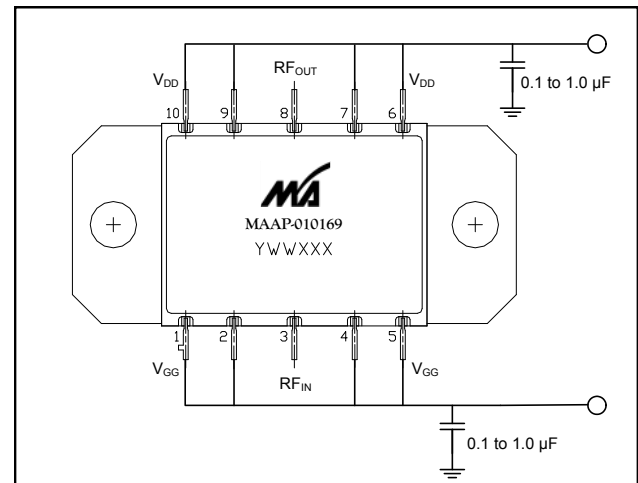 RFOUT
VDD
VDD
0.1 to 1.0 µF
10 9 8 7 6
MA
MAAP-010169
YWWXXX
1 2 3 4 5
VGG
RFIN
VGG
0.1 to 1.0 µF